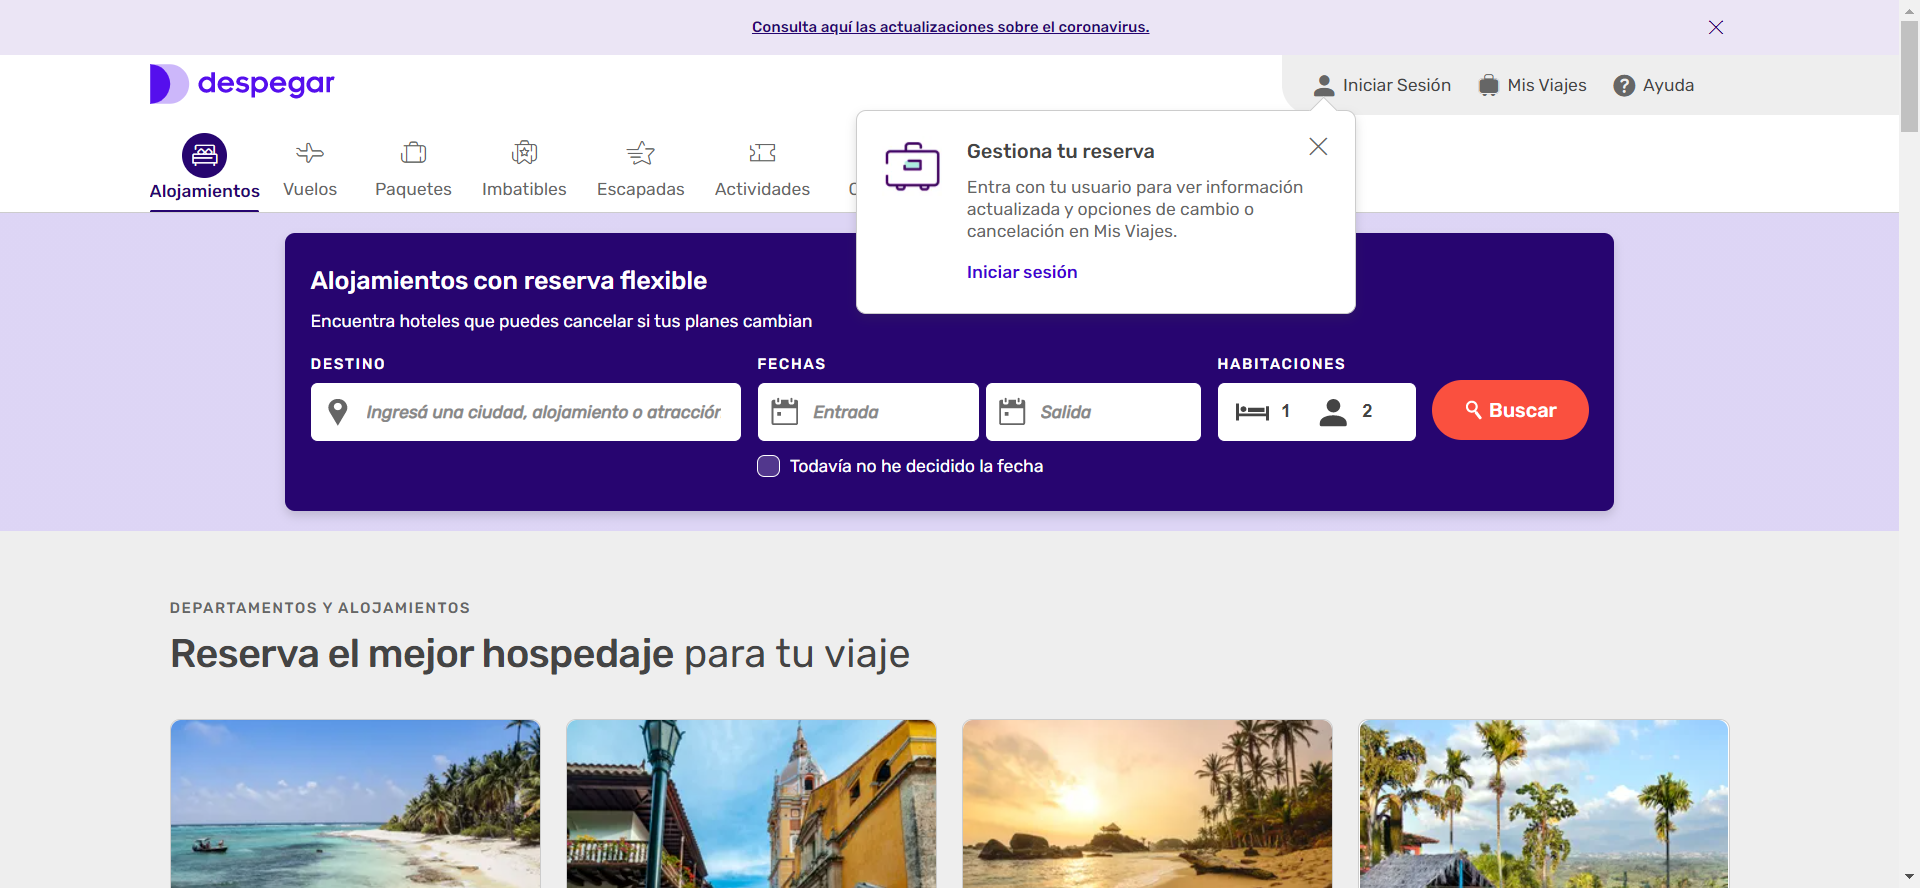 Consulta aquí las actualizaciones sobre el coronavirus.
despegar
Iniciar Sesión
Mis Viajes
Ayuda
Alojamientos
Vuelos
Paquetes
Imbatibles
Escapadas
Actividades
Gestiona tu reserva
Entra con tu usuario para ver información
actualizada y opciones de cambio o
cancelación en Mis Viajes.
Iniciar sesión
Alojamientos con reserva flexible
Encuentra hoteles que puedes cancelar si tus planes cambian
DESTINO
Ingresá una ciudad, alojamiento o atracción
FECHAS
Entrada
Salida
HABITACIONES
1
2
Buscar
Todavía no he decidido la fecha
DEPARTAMENTOS Y ALOJAMIENTOS
Reserva el mejor hospedaje para tu viaje